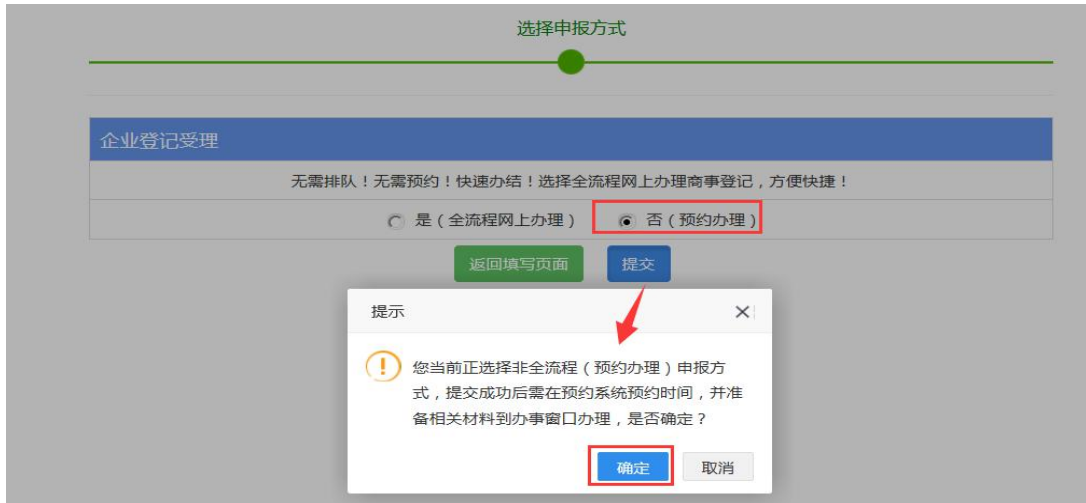 选择申报方式
企业登记受理
无需排队！无需预约！快速办结！选择全流程网上办理商事登记，方便快捷！
是（全流程网上办理） 否（预约办理）
返回填写页面 提交
提示
您当前正选择非全流程（预约办理）申报方
式，提交成功后需在预约系统预约时间，并准
备相关材料到办事窗口办理，是否确定？
确定 取消